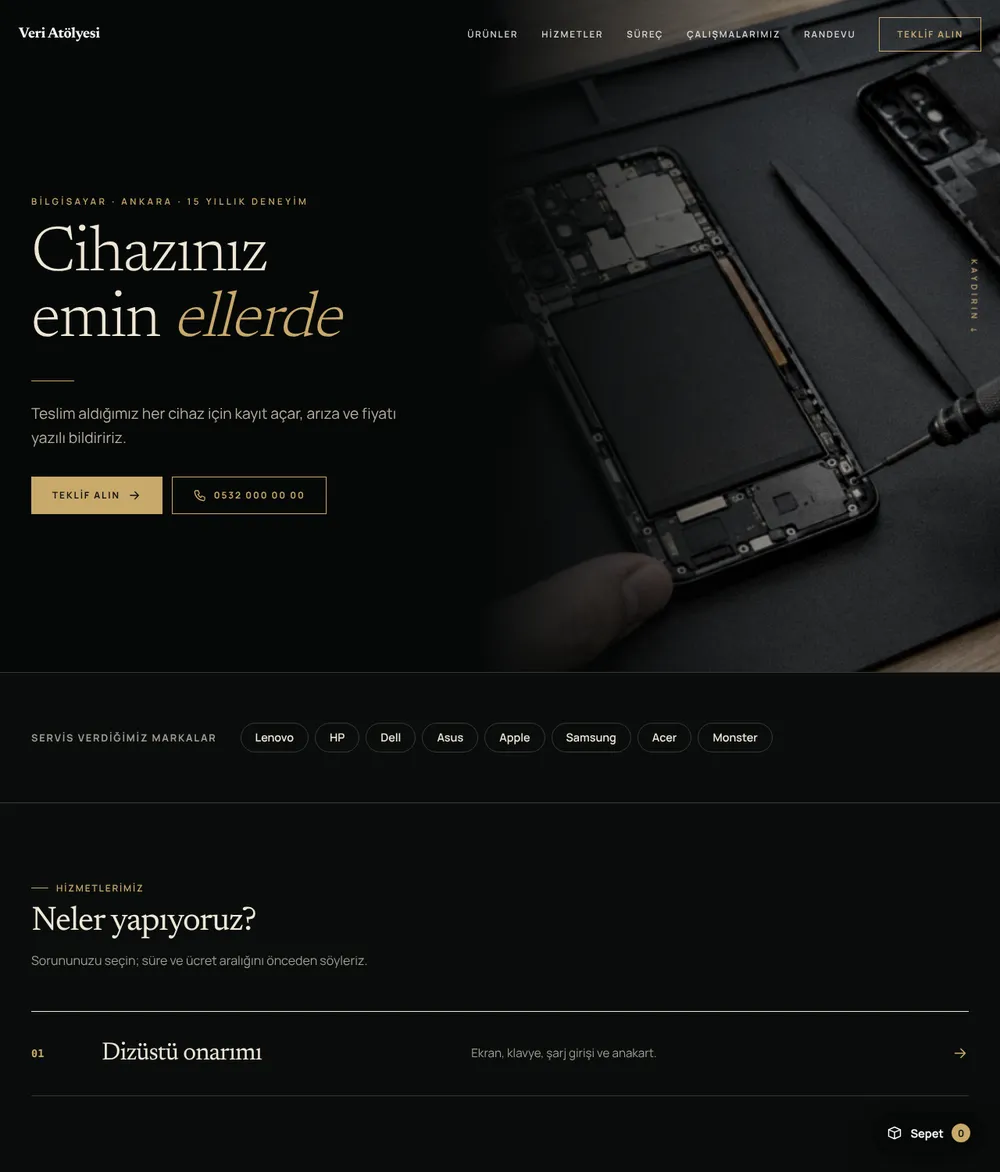 Veri Atölyesi
ÜRÜNLER
HİZMETLER
SÜREÇ
ÇALIŞMALARIMIZ
RANDEVU
TEKLİF ALIN
BİLGİSAYAR · ANKARA · 15 YILLIK DENEYİM
Cihazınız
emin ellerde
KAYDIRIN ↓
Teslim aldığımız her cihaz için kayıt açar, arıza ve fiyatı
yazılı bildiririz.
TEKLİF ALIN →
0532 000 00 00
SERVİS VERDİĞİMİZ MARKALAR
Lenovo
HP
Dell
Asus
Apple
Samsung
Acer
Monster
HİZMETLERİMİZ
Neler yapıyoruz?
Sorununuzu seçin; süre ve ücret aralığını önceden söyleriz.
01
Dizüstü onarımı
Ekran, klavye, şarj girişi ve anakart.
→
Sepet 0